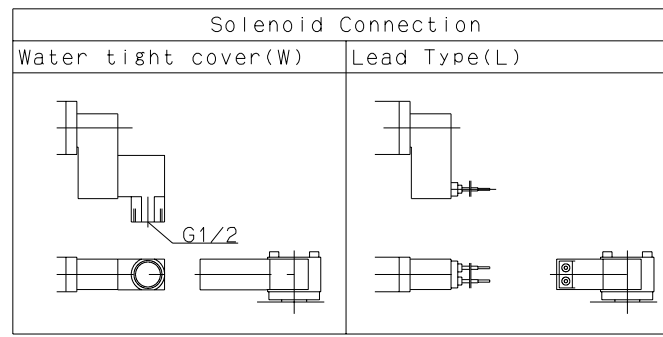 Solenoid Connection
Water tight cover(W)
Lead Type(L)
G1/2